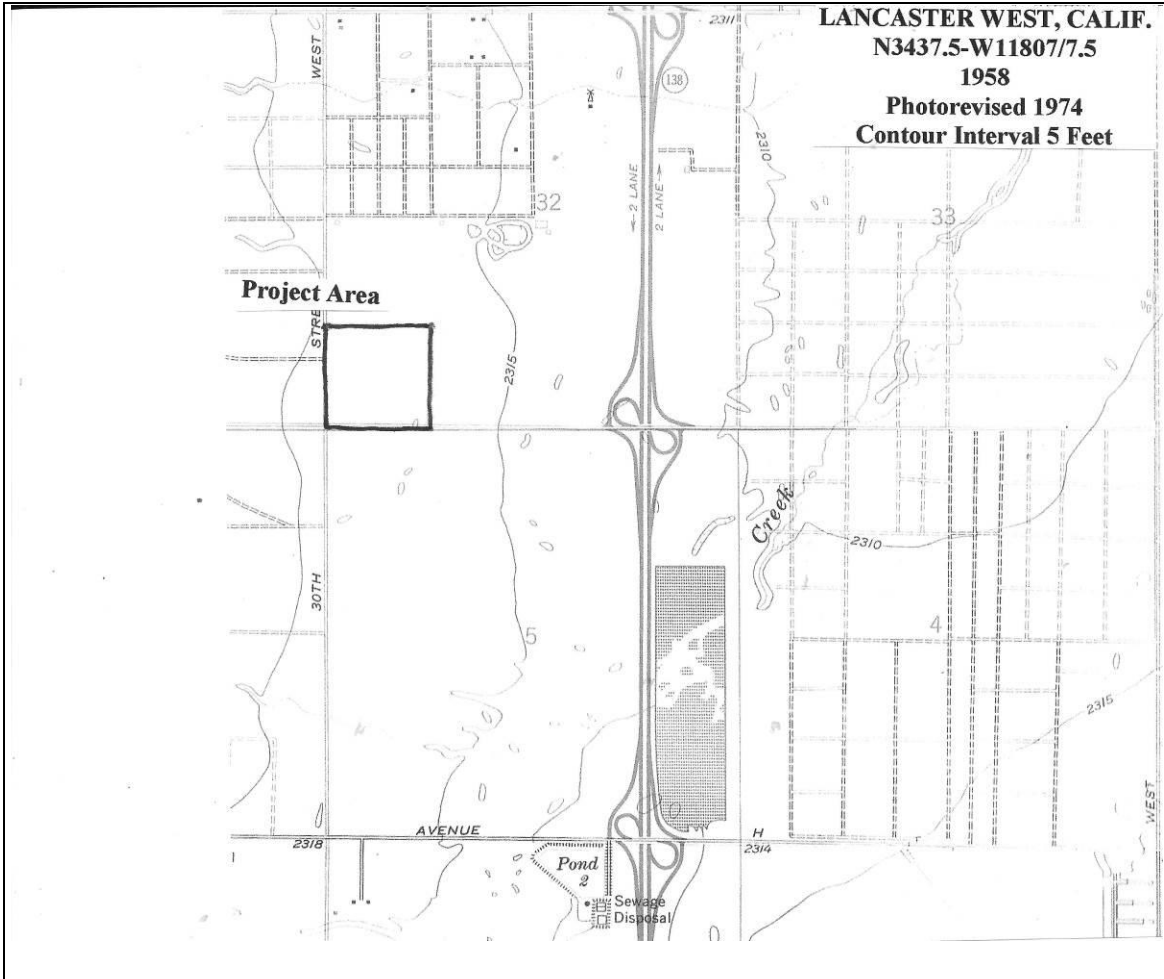 LANCASTER WEST, CALIF.
N3437.5-W11807/7.5
1958
Photorevised 1974
Contour Interval 5 Feet
WEST
2311
138
2310
2 LANE
2 LANE
32
33
Project Area
STRE
2315
Creek
2310
30TH
5
4
2315
WEST
AVENUE
H
2318
2314
Pond
2
Sewage
Disposal